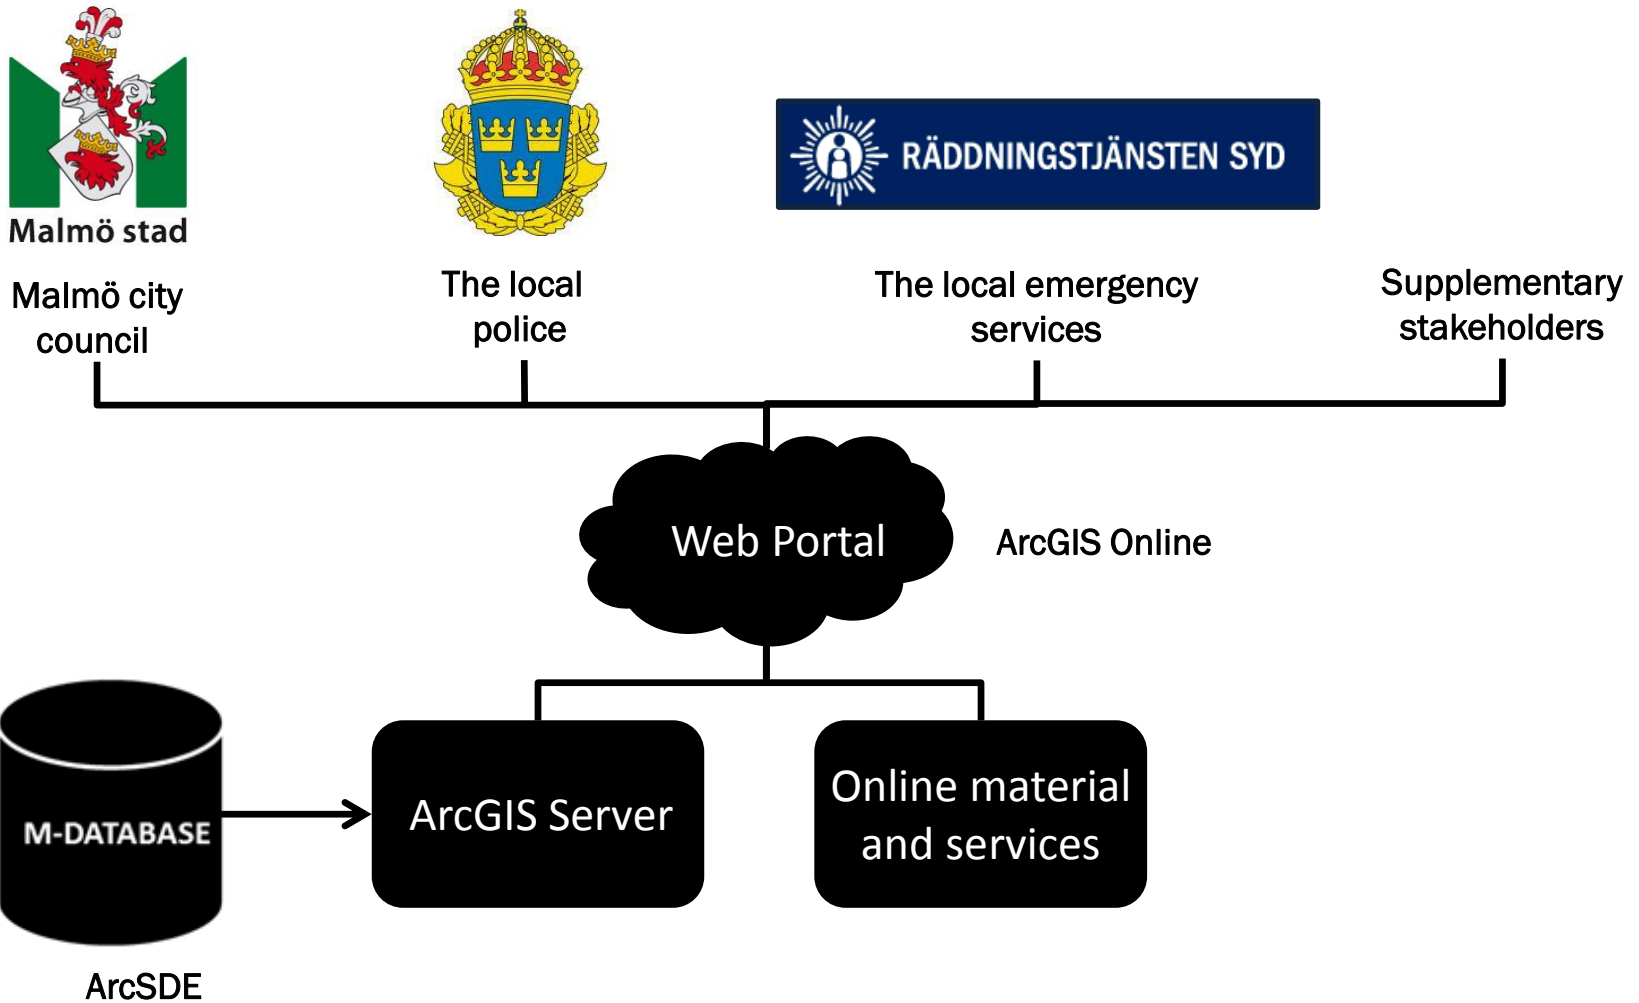 Malmö stad
RÄDDNINGSTJÄNSTEN SYD
Malmö city
council
The local
police
The local emergency
services
Supplementary
stakeholders
Web Portal
ArcGIS Online
M-DATABASE
ArcGIS Server
Online material
and services
ArcSDE